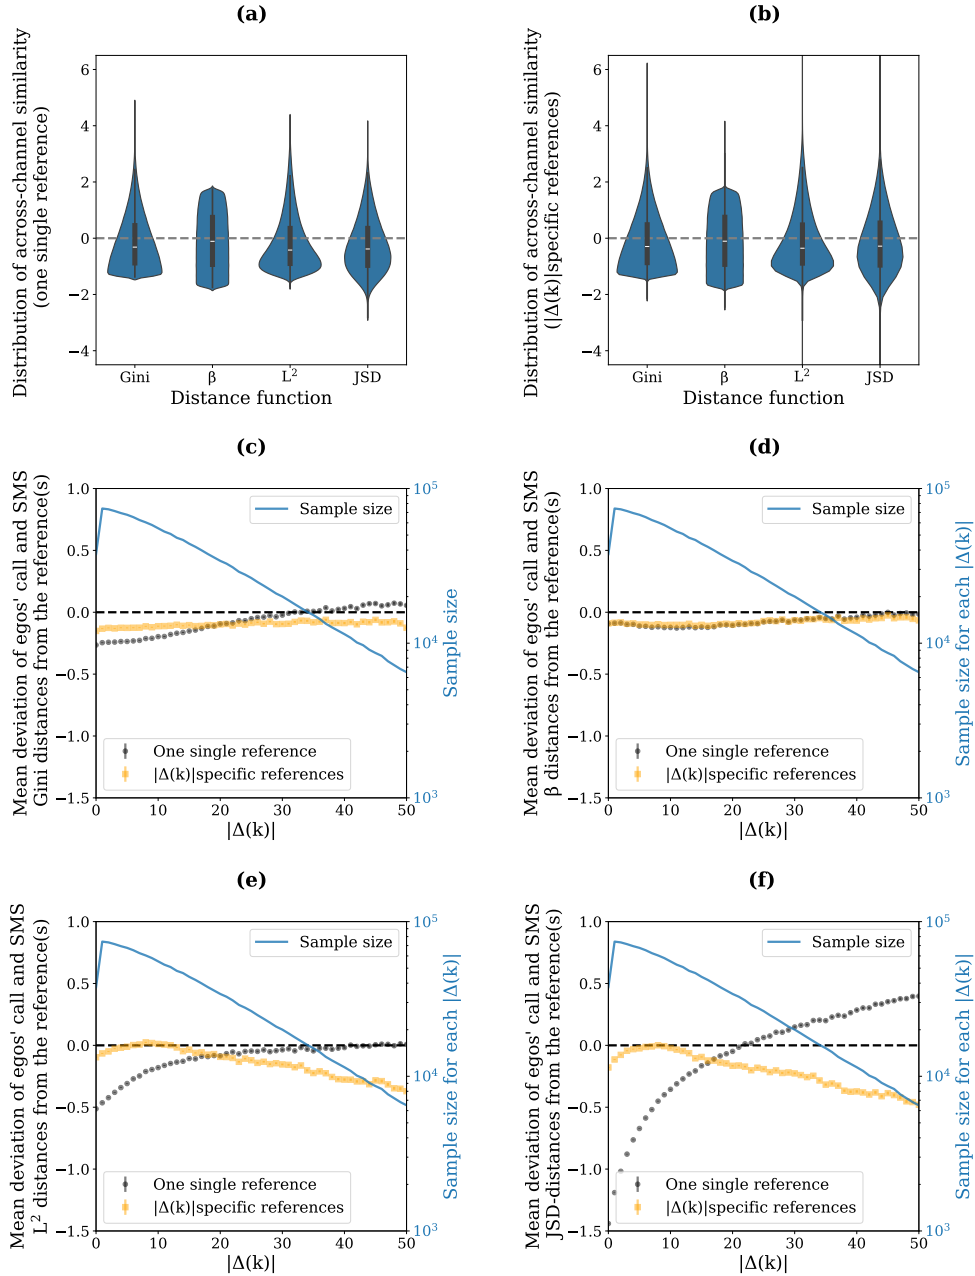 (a)
Distribution of across-channel similarity
(one single reference)
6
4
2
0
−2
−4
Gini
β
L²
JSD
Distance function
(b)
Distribution of across-channel similarity
(|Δ(k)|specific references)
6
4
2
0
−2
−4
Gini
β
L²
JSD
Distance function
(c)
Mean deviation of egos' call and SMS
Gini distances from the reference(s)
1.0
0.5
0.0
−0.5
−1.0
−1.5
Sample size
One single reference
|Δ(k)|specific references
0 10 20 30 40 50
|Δ(k)|
10⁵
10⁴
10³
Sample size
(d)
Mean deviation of egos' call and SMS
β distances from the reference(s)
1.0
0.5
0.0
−0.5
−1.0
−1.5
Sample size
One single reference
|Δ(k)|specific references
0 10 20 30 40 50
|Δ(k)|
10⁵
10⁴
10³
Sample size for each |Δ(k)|
(e)
Mean deviation of egos' call and SMS
L² distances from the reference(s)
1.0
0.5
0.0
−0.5
−1.0
−1.5
Sample size
One single reference
|Δ(k)|specific references
0 10 20 30 40 50
|Δ(k)|
10⁵
10⁴
10³
Sample size for each |Δ(k)|
(f)
Mean deviation of egos' call and SMS
JSD-distances from the reference(s)
1.0
0.5
0.0
−0.5
−1.0
−1.5
Sample size
One single reference
|Δ(k)|specific references
0 10 20 30 40 50
|Δ(k)|
10⁵
10⁴
10³
Sample size for each |Δ(k)|